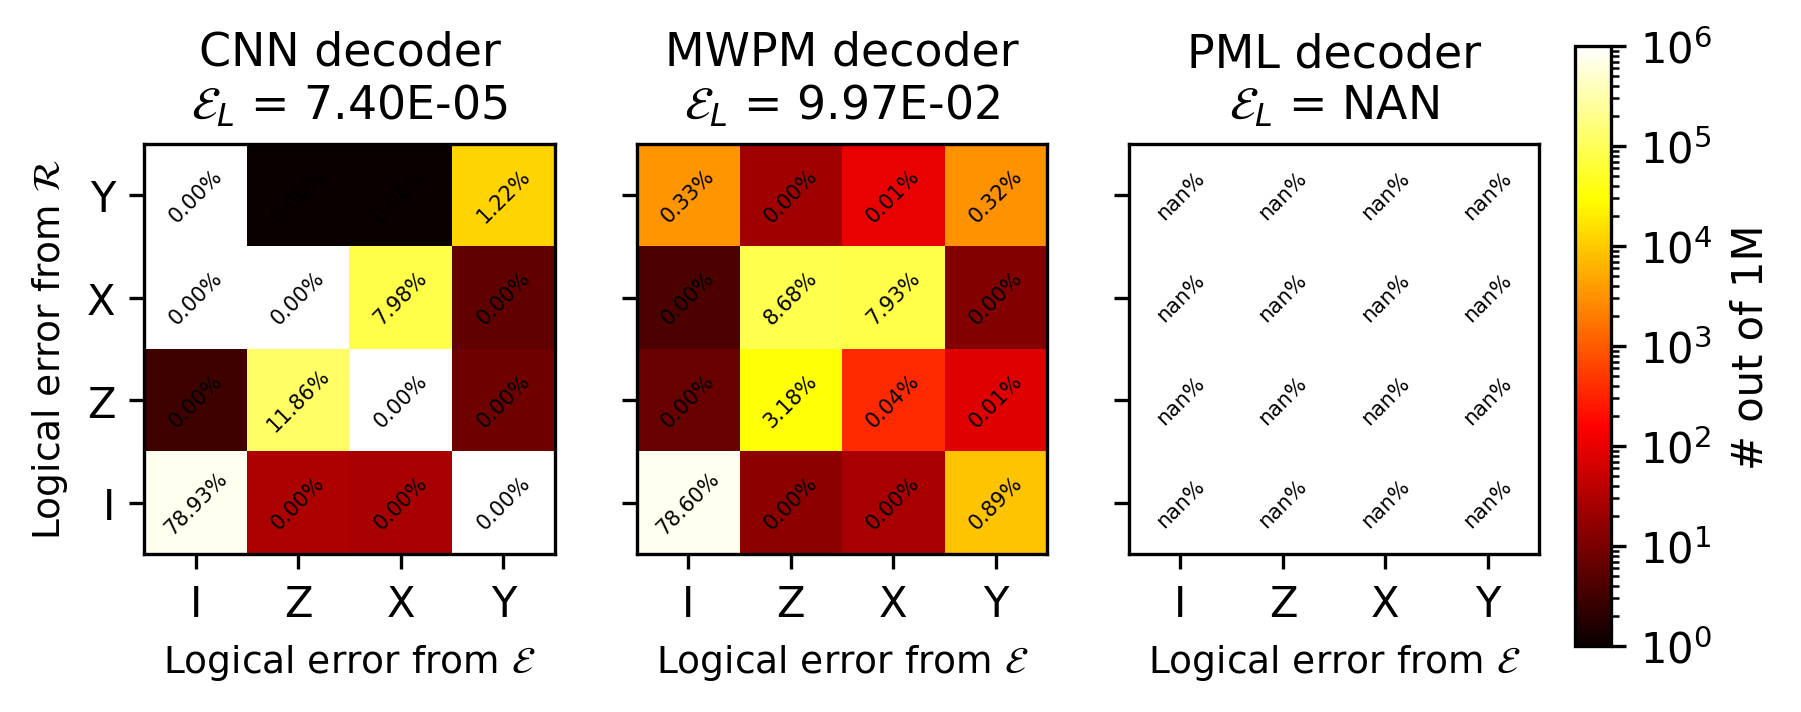 CNN decoder
ℰL = 7.40E-05
MWPM decoder
ℰL = 9.97E-02
PML decoder
ℰL = NAN
Logical error from ℛ
Y
X
Z
I
0.00% 1.22%
0.00% 0.00% 7.98% 0.00%
0.00% 11.86% 0.00% 0.00%
78.93% 0.00% 0.00% 0.00%
I Z X Y
Logical error from ℰ
0.33% 0.00% 0.01% 0.32%
0.00% 8.68% 7.93% 0.00%
0.00% 3.18% 0.04% 0.01%
78.60% 0.00% 0.00% 0.89%
I Z X Y
Logical error from ℰ
nan% nan% nan% nan%
nan% nan% nan% nan%
nan% nan% nan% nan%
nan% nan% nan% nan%
I Z X Y
Logical error from ℰ
10⁶
10⁵
10⁴
10³
10²
10¹
10⁰
# out of 1M